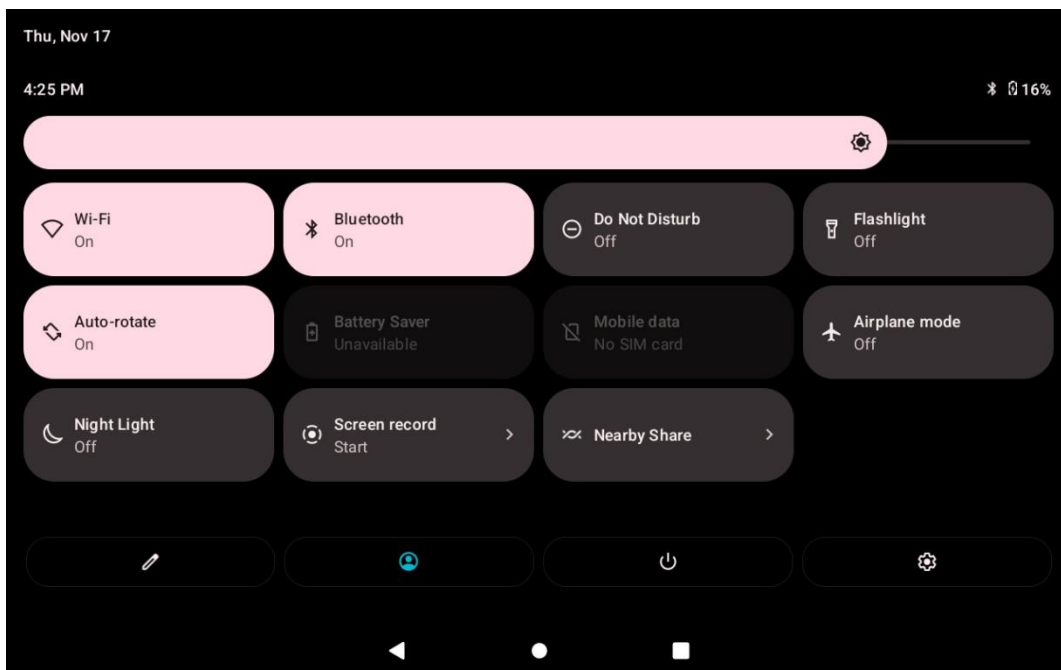 Thu, Nov 17
4:25 PM
16%
Wi-Fi
On
Bluetooth
On
Do Not Disturb
Off
Flashlight
Off
Auto-rotate
On
Battery Saver
Unavailable
Mobile data
No SIM card
Airplane mode
Off
Night Light
Off
Screen record
Start
Nearby Share